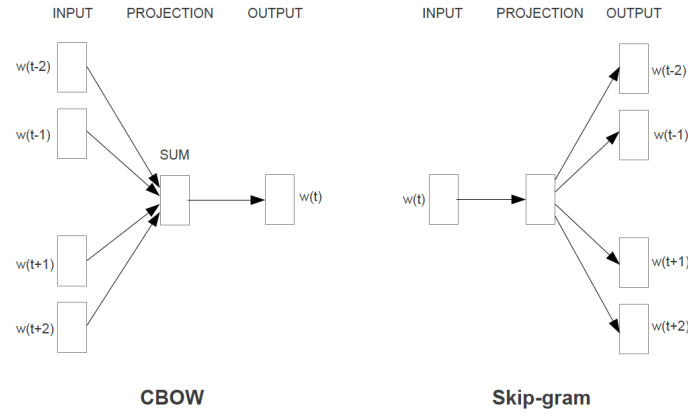 INPUT PROJECTION OUTPUT
w(t-2)
w(t-1)
SUM
w(t)
w(t+1)
w(t+2)
CBOW
INPUT PROJECTION OUTPUT
w(t-2)
w(t-1)
w(t)
w(t+1)
w(t+2)
Skip-gram